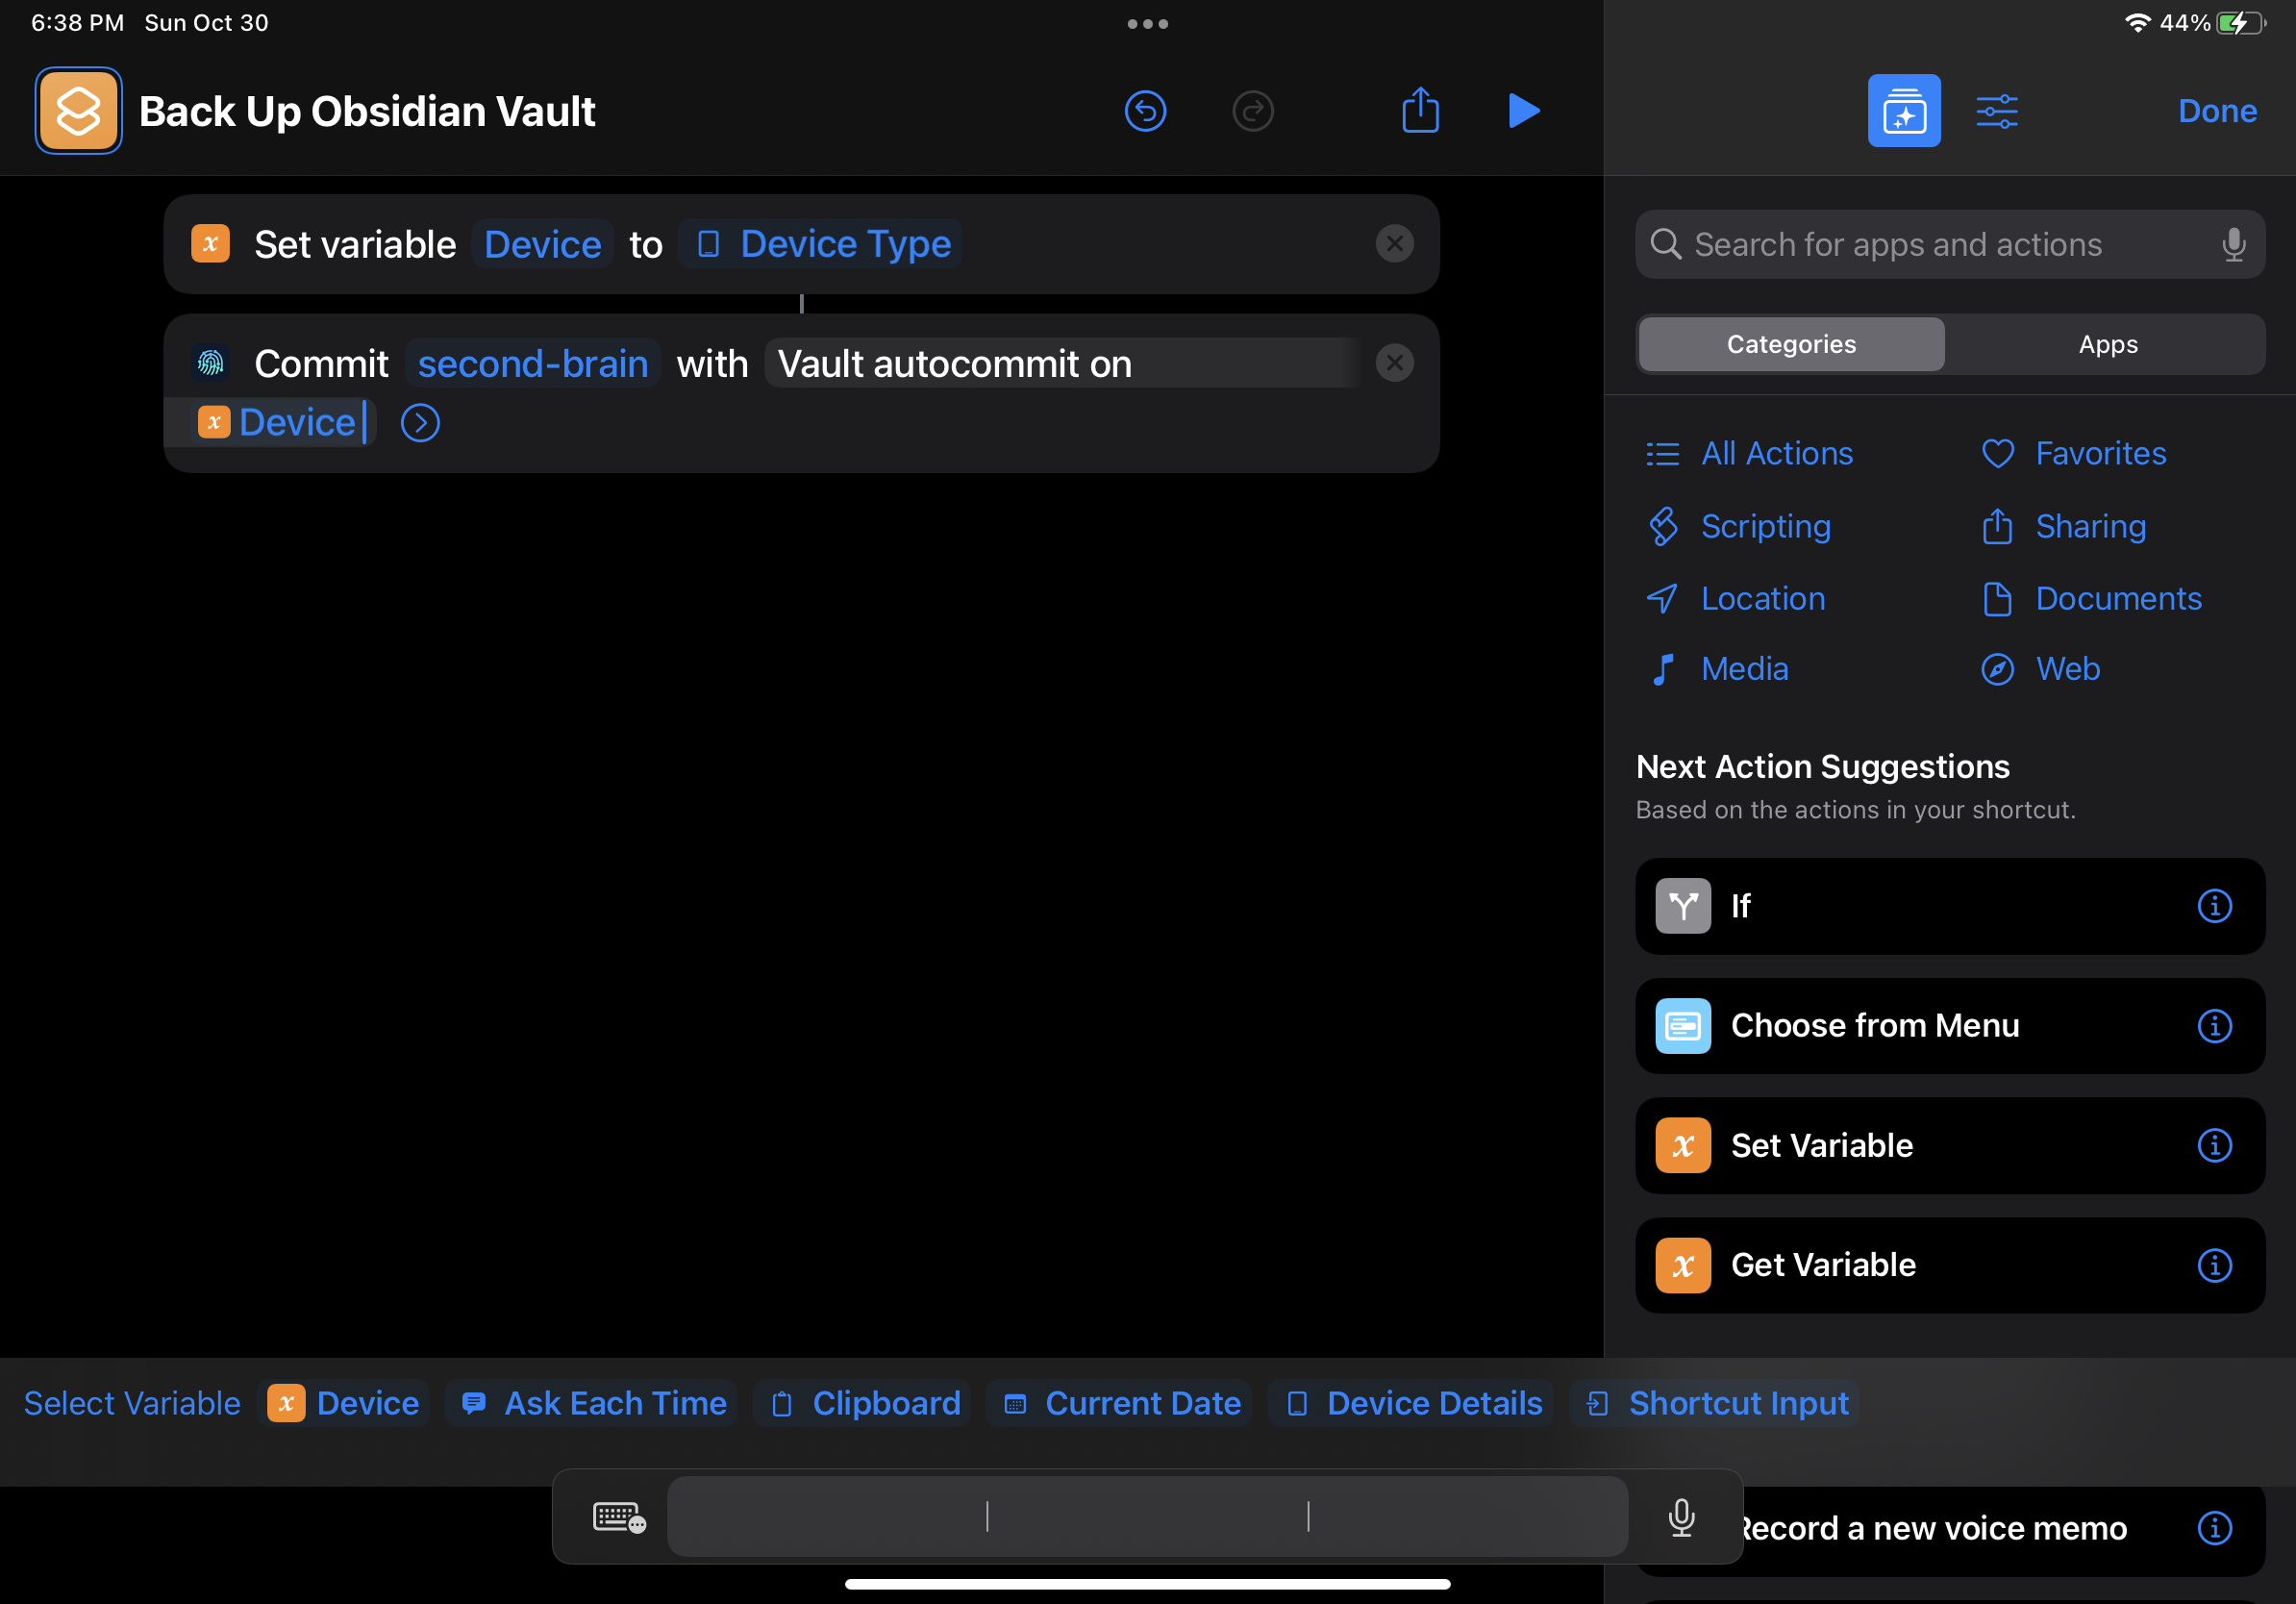 6:38 PM Sun Oct 30
44%
Back Up Obsidian Vault
Done
Set variable Device to Device Type
Commit second-brain with Vault autocommit on
x Device
Search for apps and actions
Categories
Apps
All Actions
Favorites
Scripting
Sharing
Location
Documents
Media
Web
Next Action Suggestions
Based on the actions in your shortcut.
If
Choose from Menu
x Set Variable
x Get Variable
Select Variable x Device Ask Each Time Clipboard Current Date Device Details Shortcut Input
Record a new voice memo